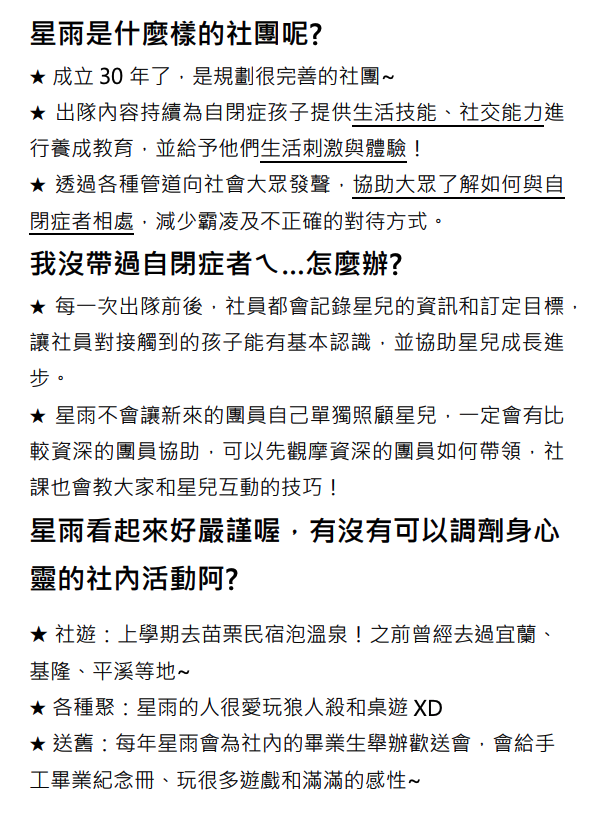 星雨是什麼樣的社團呢?
★ 成立 30 年了，是規劃很完善的社團~
★ 出隊內容持續為自閉症孩子提供生活技能、社交能力進
行養成教育，並給予他們生活刺激與體驗！
★ 透過各種管道向社會大眾發聲，協助大眾了解如何與自
閉症者相處，減少霸凌及不正確的對待方式。
我沒帶過自閉症者ㄟ...怎麼辦?
★ 每一次出隊前後，社員都會記錄星兒的資訊和訂定目標，
讓社員對接觸到的孩子能有基本認識，並協助星兒成長進
步。
★ 星雨不會讓新來的團員自己單獨照顧星兒，一定會有比
較資深的團員協助，可以先觀摩資深的團員如何帶領，社
課也會教大家和星兒互動的技巧！
星雨看起來好嚴謹喔，有沒有可以調劑身心
靈的社內活動阿?
★ 社遊：上學期去苗栗民宿泡溫泉！之前曾經去過宜蘭、
基隆、平溪等地~
★ 各種聚：星雨的人很愛玩狼人殺和桌遊 XD
★ 送舊：每年星雨會為社內的畢業生舉辦歡送會，會給手
工畢業紀念冊、玩很多遊戲和滿滿的感性~